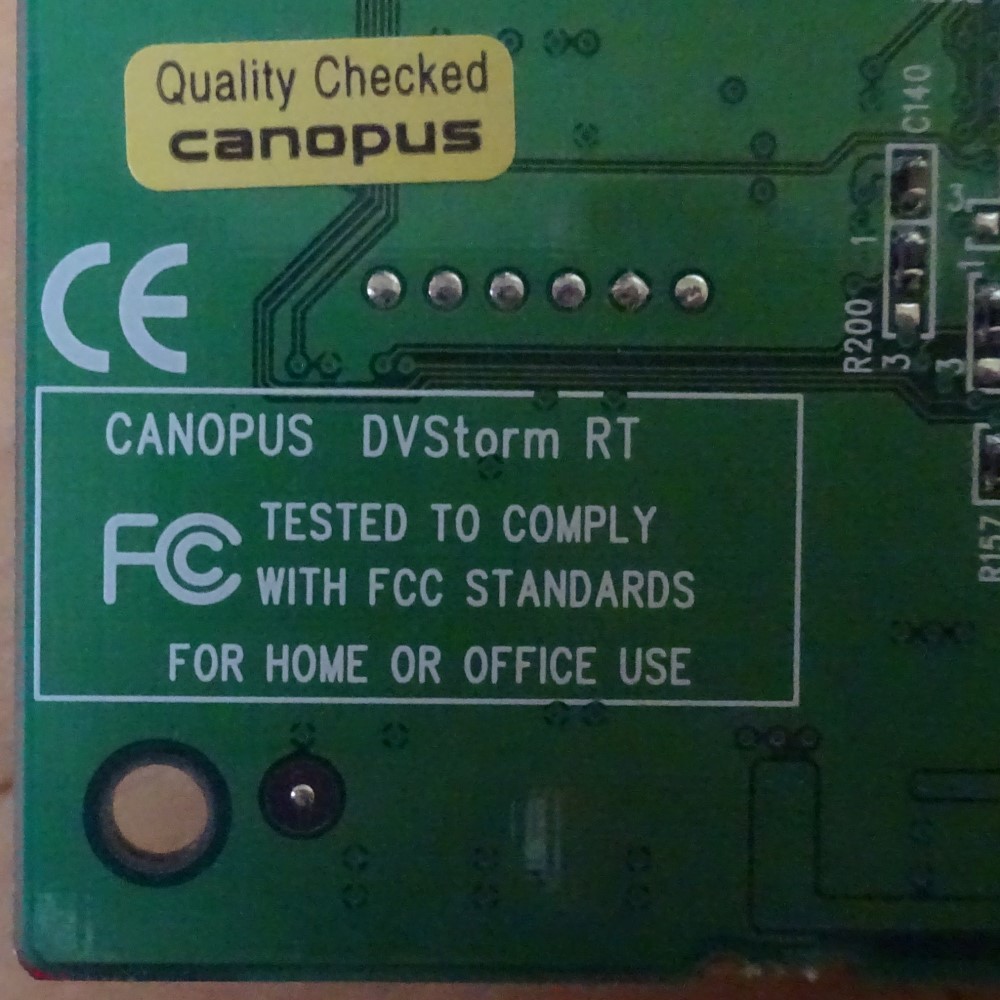 Quality Checked
canopus
CE
CANOPUS DVStorm RT
FCC
TESTED TO COMPLY
WITH FCC STANDARDS
FOR HOME OR OFFICE USE
C140
1
R200
3
3
1
3
R157